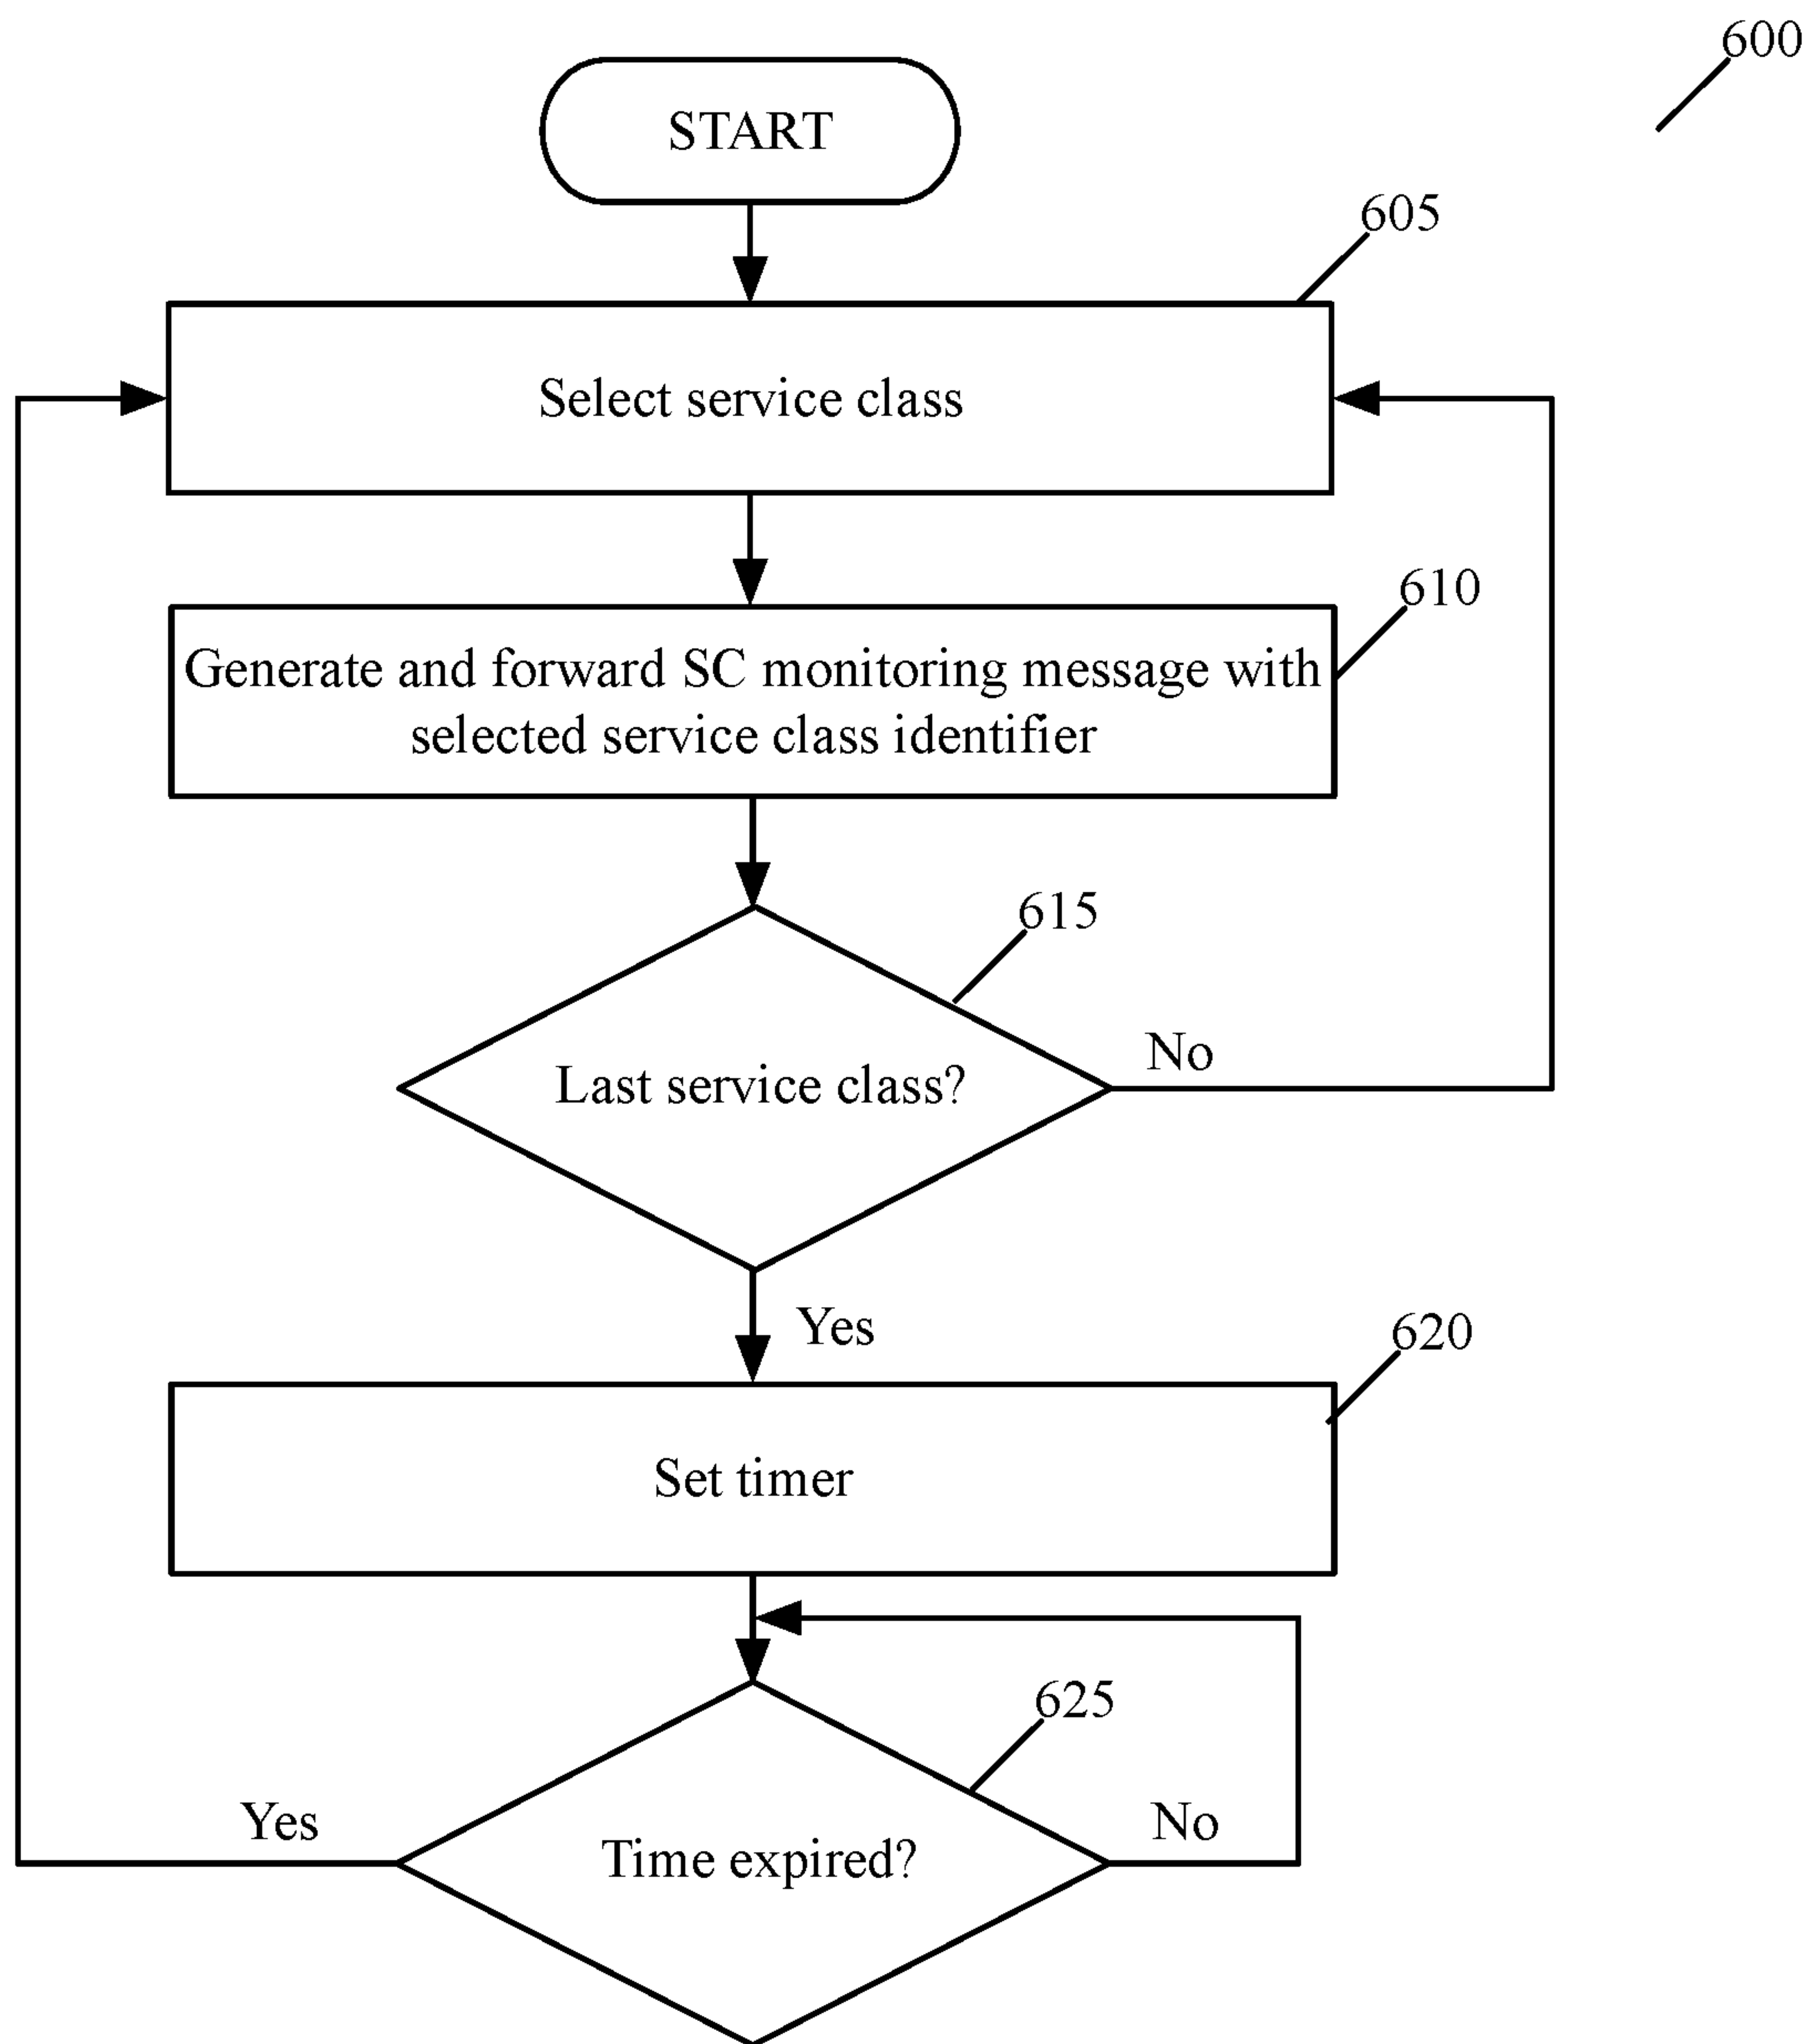 600
START
605
Select service class
610
Generate and forward SC monitoring message with
selected service class identifier
615
No
Last service class?
Yes
620
Set timer
625
Yes
No
Time expired?